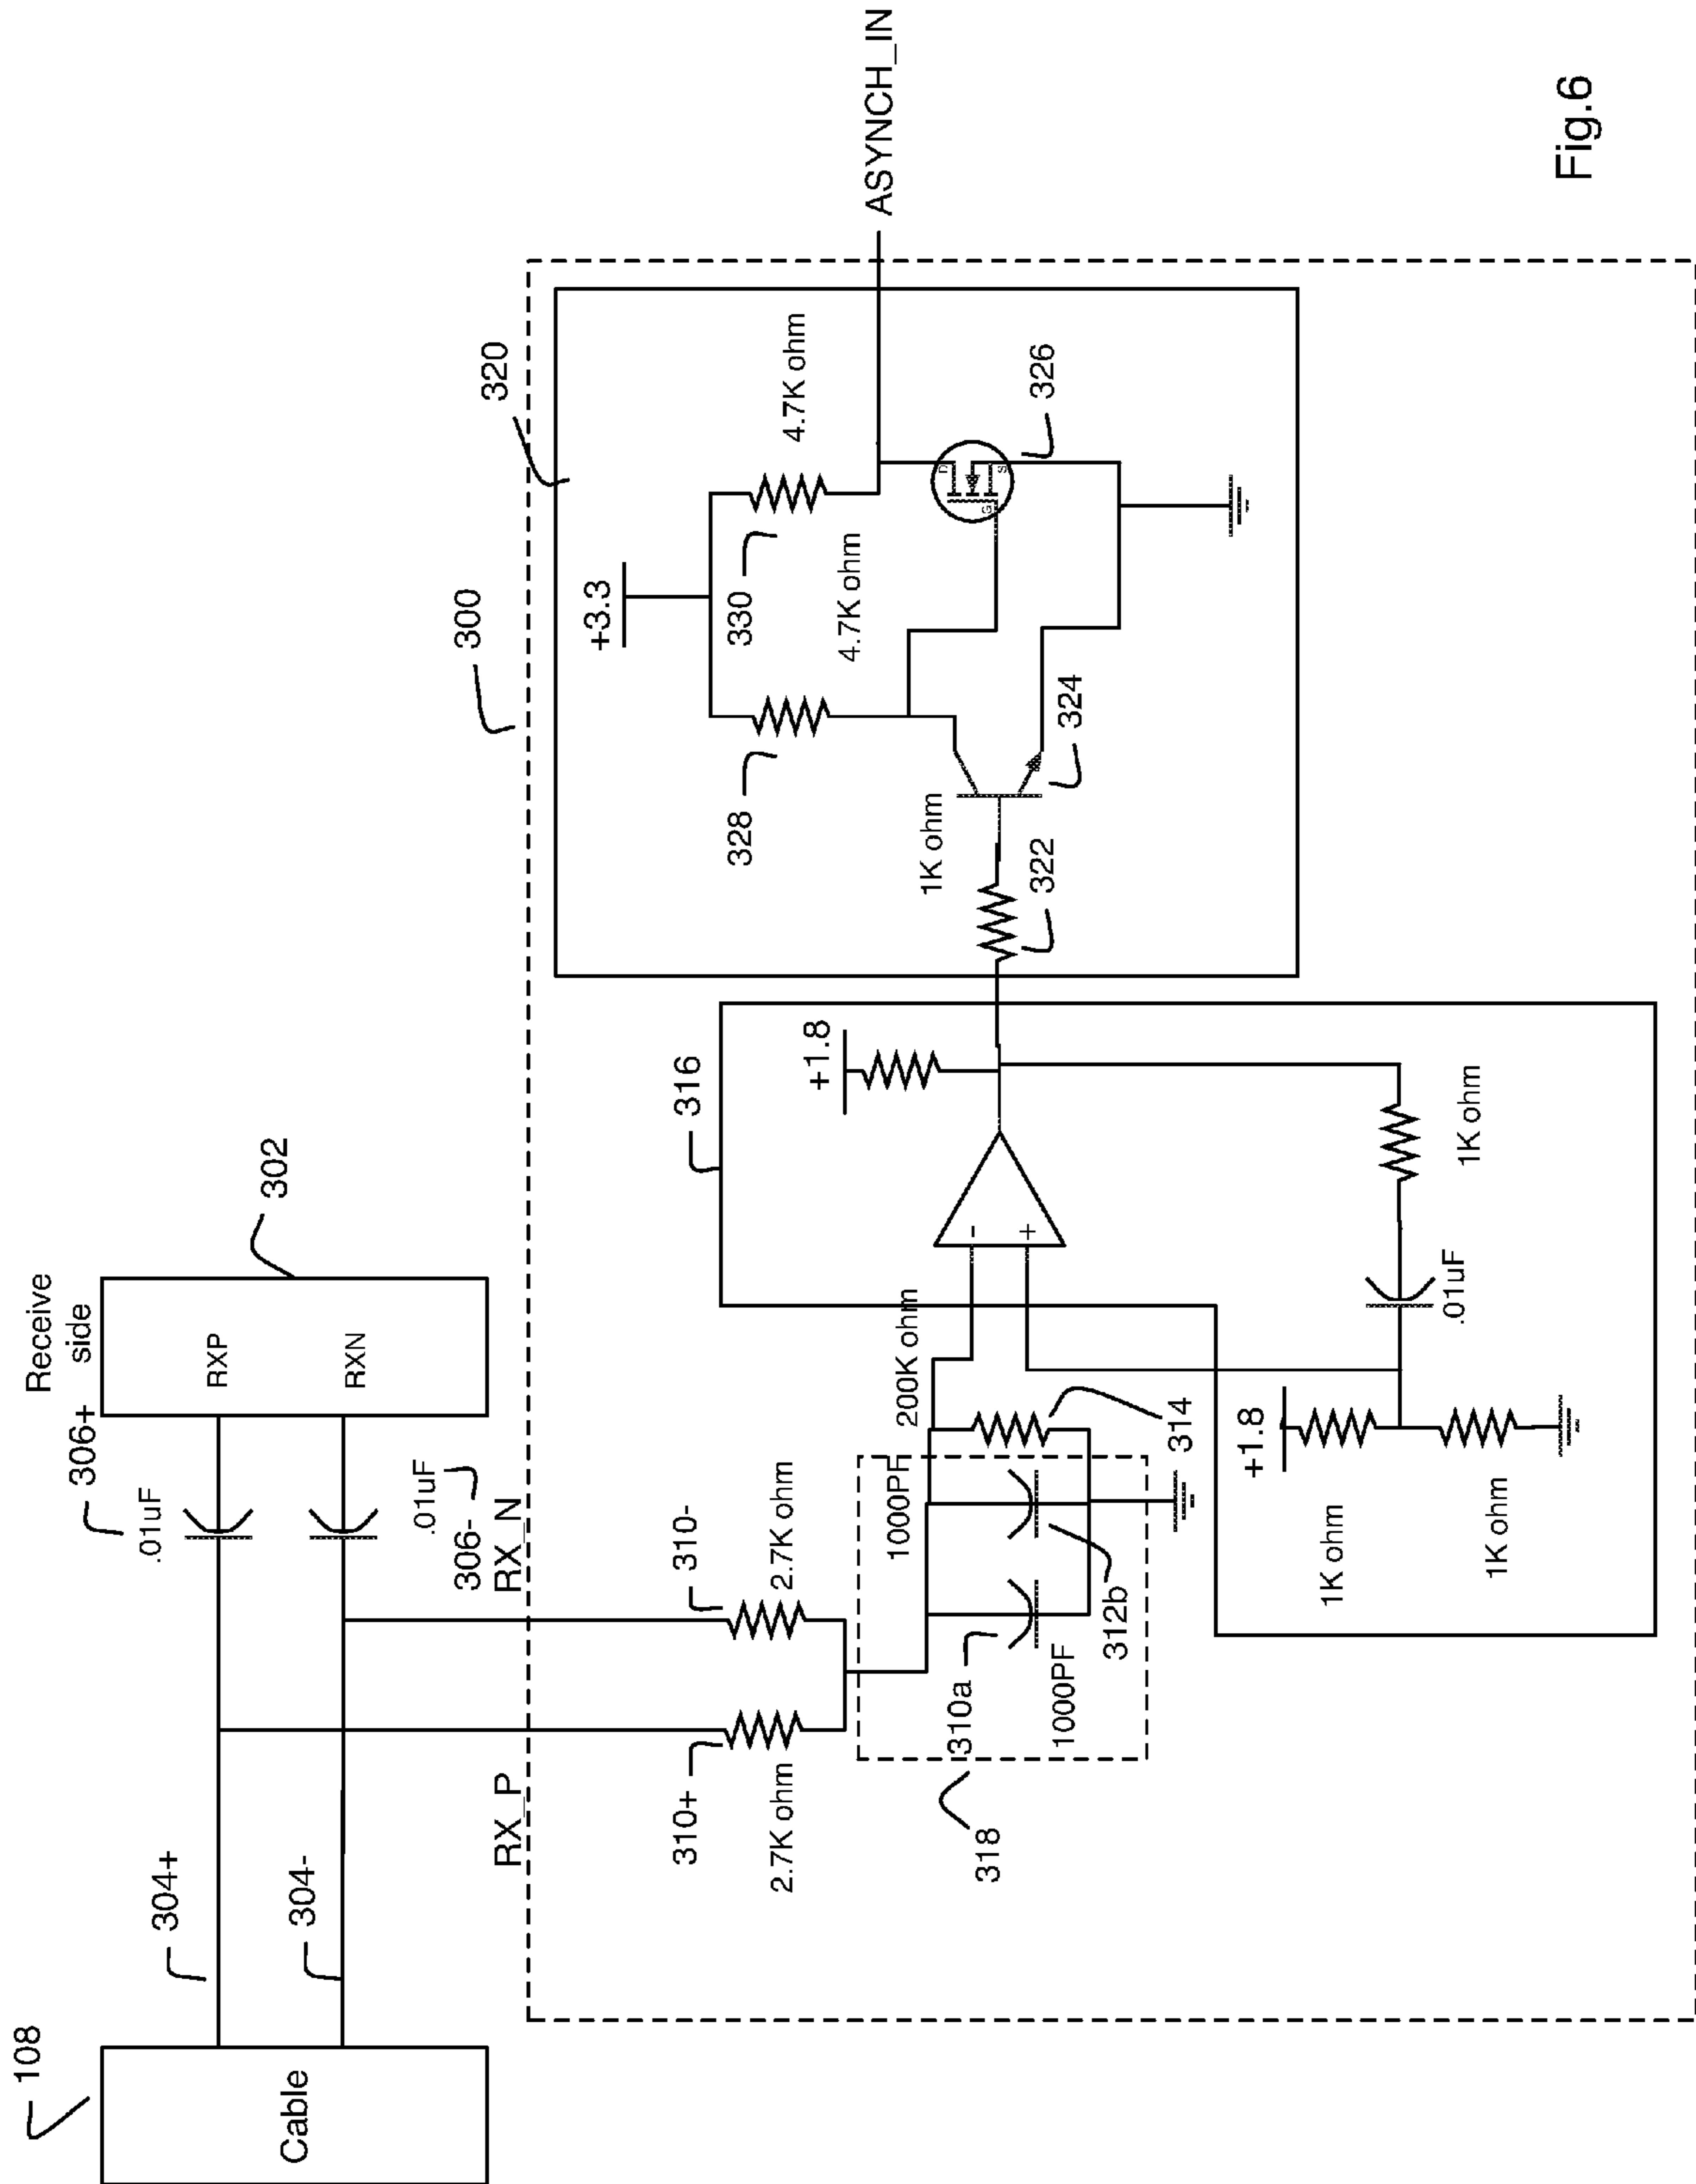 108
Cable
304+
304-
306+
.01uF
.01uF
306-
Receive
side
RXP
RXN
302
RX_P
RX_N
300
310+
2.7K ohm
310-
2.7K ohm
318
310a
1000PF
1000PF
312b
200K ohm
314
316
-
+
+1.8
+1.8
1K ohm
1K ohm
.01uF
1K ohm
320
1K ohm
322
324
328
4.7K ohm
330
4.7K ohm
+3.3
D
G
S
326
ASYNCH_IN
Fig.6